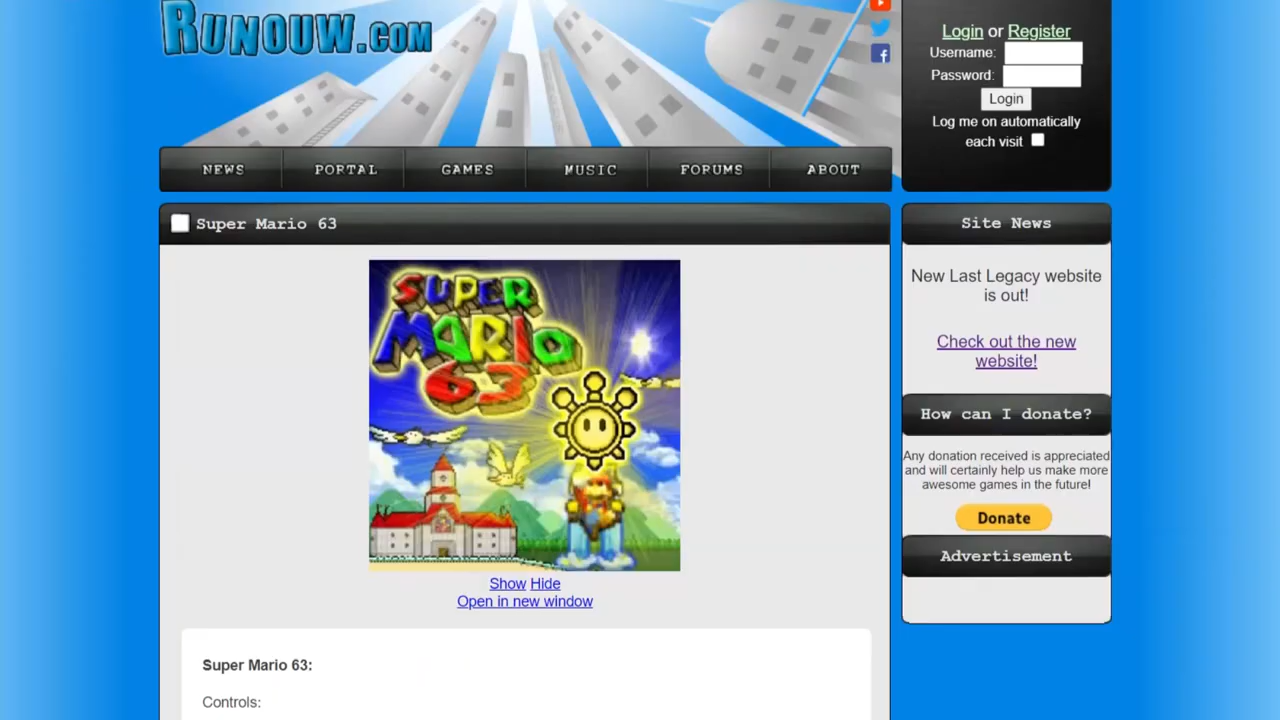 RUNOUW.COM
Login or Register
Username:
Password:
Login
Log me on automatically
each visit
NEWS
PORTAL
GAMES
MUSIC
FORUMS
ABOUT
Super Mario 63
SUPER
MARIO
63
Show Hide
Open in new window
Super Mario 63:
Controls:
Site News
New Last Legacy website
is out!
Check out the new
website!
How can I donate?
Any donation received is appreciated
and will certainly help us make more
awesome games in the future!
Donate
Advertisement